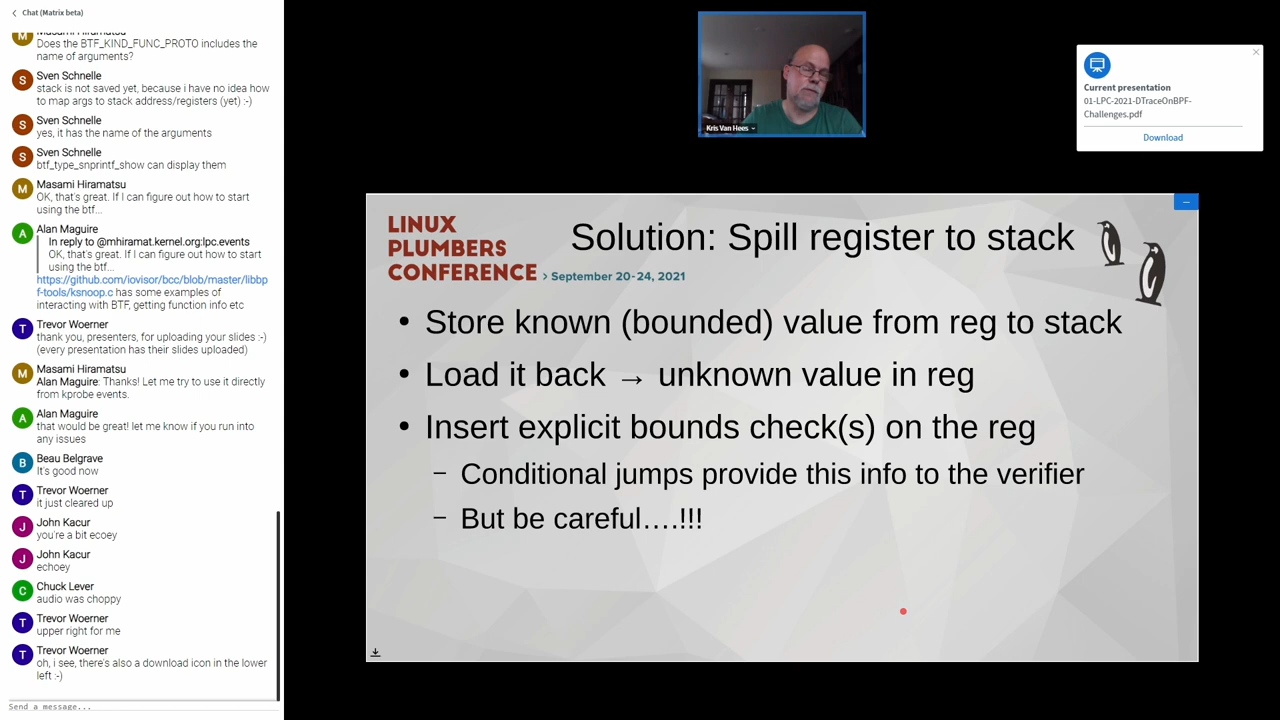 Chat (Matrix beta)
Masami Hiramatsu
Does the BTF_KIND_FUNC_PROTO includes the
name of arguments?
Sven Schnelle
stack is not saved yet, because i have no idea how
to map args to stack address/registers (yet) :-)
Sven Schnelle
yes, it has the name of the arguments
Sven Schnelle
btf_type_snprintf_show can display them
Masami Hiramatsu
OK, that's great. If I can figure out how to start
using the btf...
Alan Maguire
In reply to @mhiramat.kernel.org:lpc.events
OK, that's great. If I can figure out how to start
using the btf...
https://github.com/iovisor/bcc/blob/master/libbp
f-tools/ksnoop.c has some examples of
interacting with BTF, getting function info etc
Trevor Woerner
thank you, presenters, for uploading your slides :-)
(every presentation has their slides uploaded)
Masami Hiramatsu
Alan Maguire: Thanks! Let me try to use it directly
from kprobe events.
Alan Maguire
that would be great! let me know if you run into
any issues
Beau Belgrave
It's good now
Trevor Woerner
it just cleared up
John Kacur
you're a bit ecoey
John Kacur
echoey
Chuck Lever
audio was choppy
Trevor Woerner
upper right for me
Trevor Woerner
oh, i see, there's also a download icon in the lower
left :-)
Send a message...
M
S
S
S
M
A
T
M
A
B
T
J
J
C
T
T
Kris Van Hees
Current presentation
01-LPC-2021-DTraceOnBPF-
Challenges.pdf
Download
LINUX
PLUMBERS
CONFERENCE > September 20-24, 2021
Solution: Spill register to stack
• Store known (bounded) value from reg to stack
• Load it back → unknown value in reg
• Insert explicit bounds check(s) on the reg
– Conditional jumps provide this info to the verifier
– But be careful….!!!